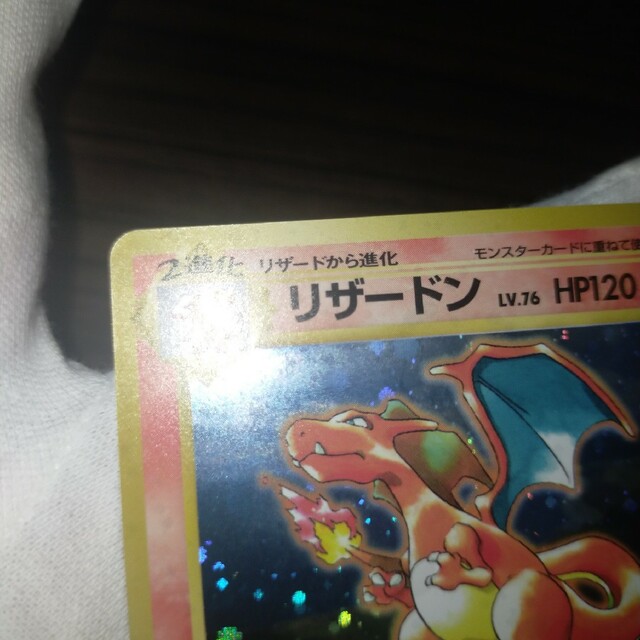 2進化
リザードから進化
モンスターカードに重ねて
リザードン LV.76 HP120